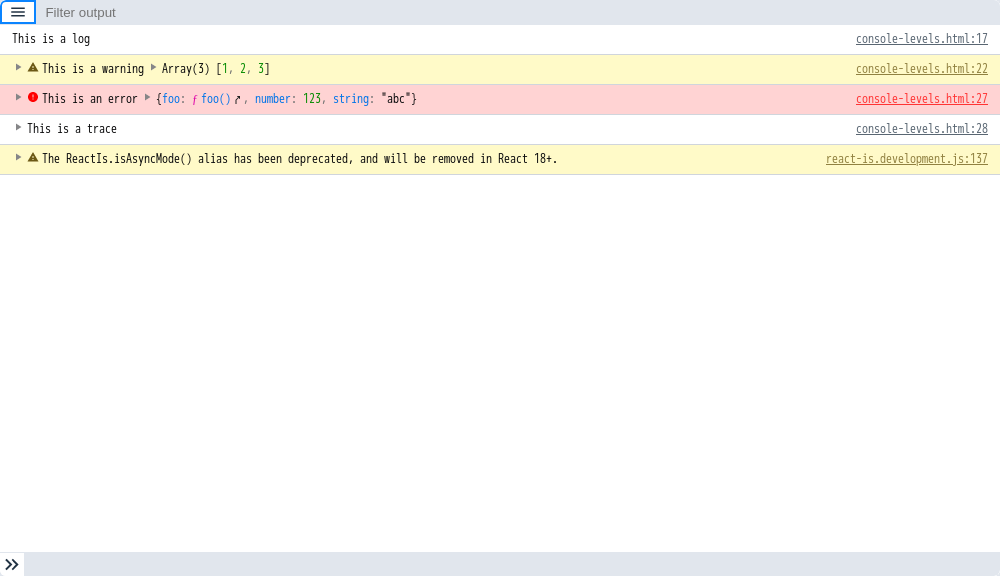 Filter output
This is a log console-levels.html:17
This is a warning Array(3) [1, 2, 3] console-levels.html:22
This is an error {foo: ƒ foo(), number: 123, string: "abc"} console-levels.html:27
This is a trace console-levels.html:28
The ReactIs.isAsyncMode() alias has been deprecated, and will be removed in React 18+. react-is.development.js:137